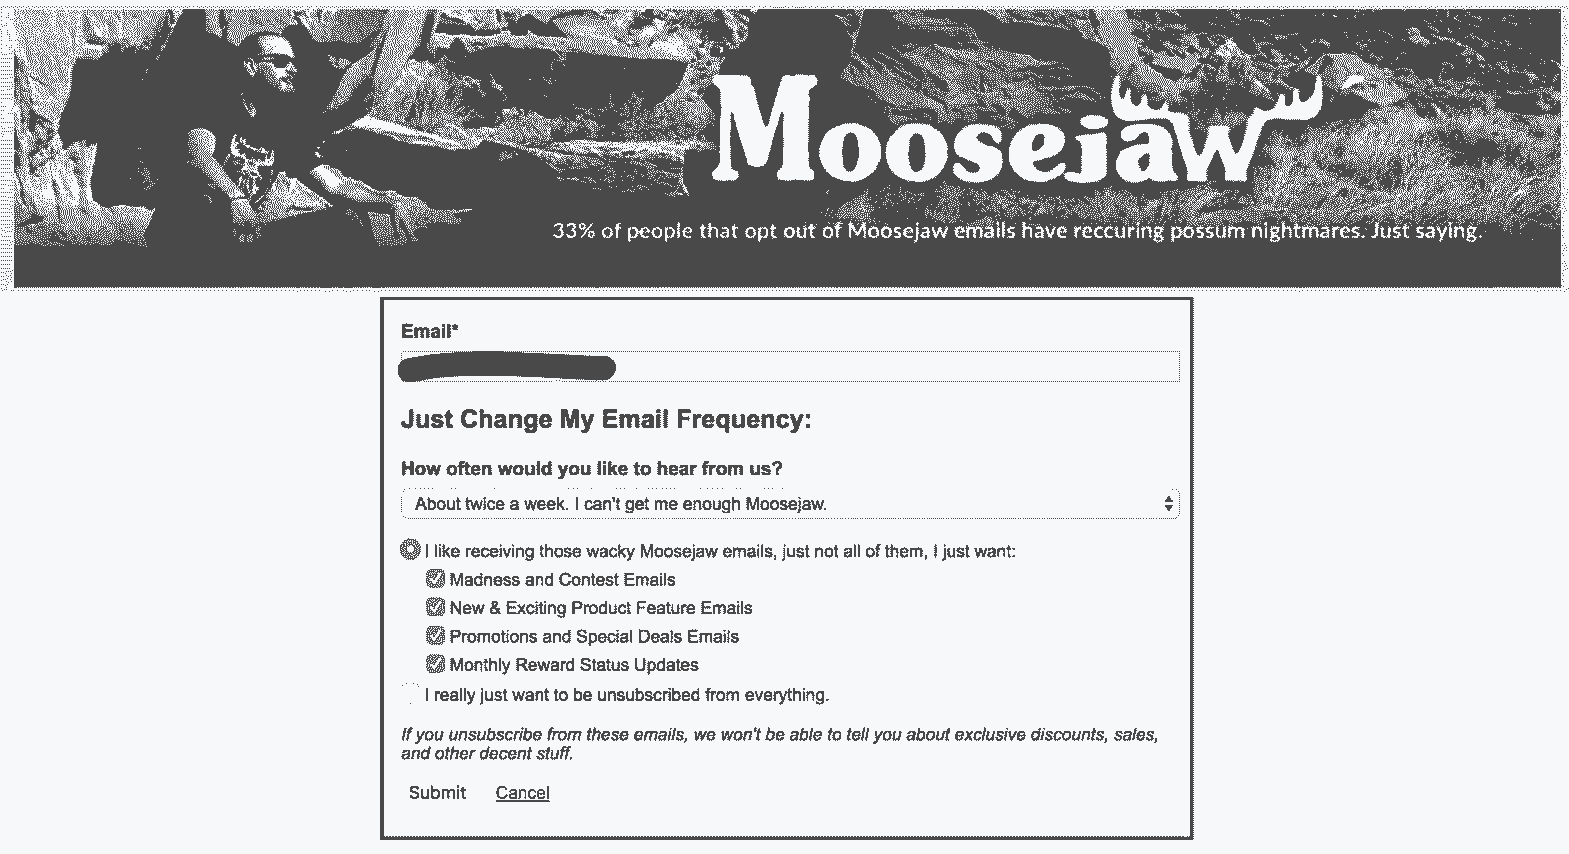 Moosejaw
33% of people that opt out of Moosejaw emails have reccuring possum nightmares. Just saying.
Email*
Just Change My Email Frequency:
How often would you like to hear from us?
About twice a week. I can't get me enough Moosejaw.
I like receiving those wacky Moosejaw emails, just not all of them, I just want:
Madness and Contest Emails
New & Exciting Product Feature Emails
Promotions and Special Deals Emails
Monthly Reward Status Updates
I really just want to be unsubscribed from everything.
If you unsubscribe from these emails, we won't be able to tell you about exclusive discounts, sales,
and other decent stuff.
Submit Cancel